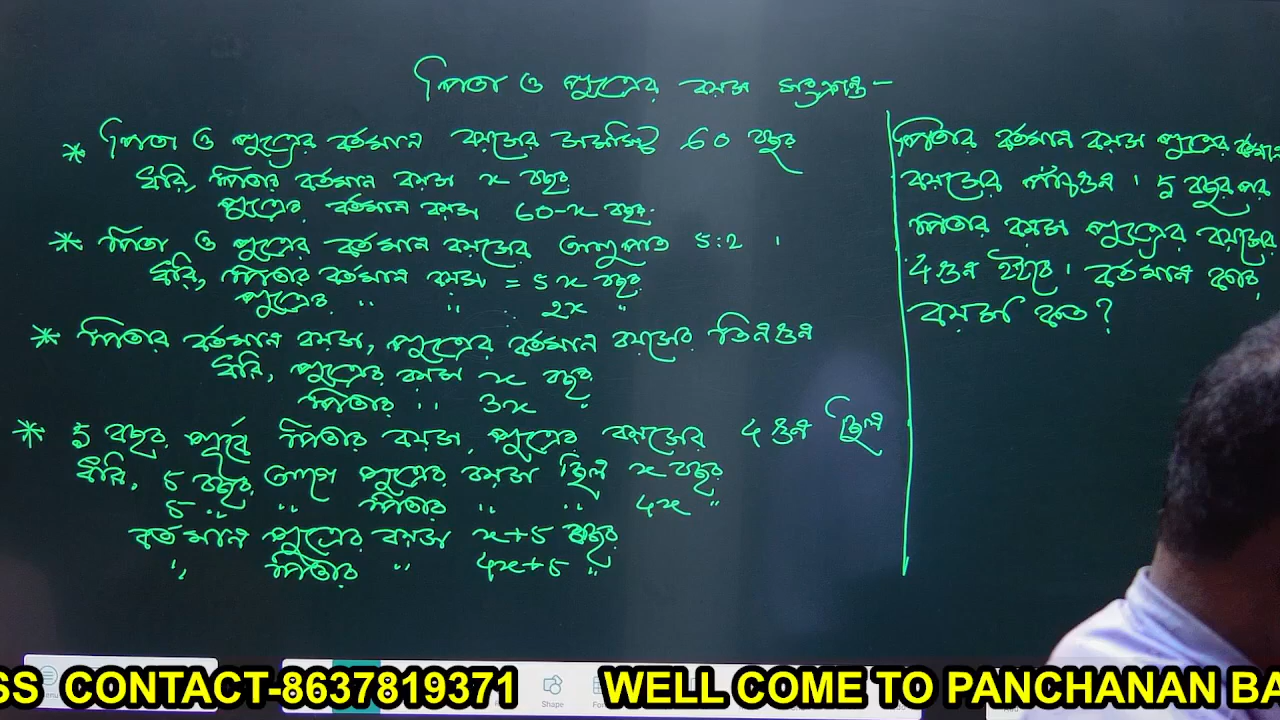 পিতা ও পুত্রের বয়স সংক্রান্ত -
* পিতা ও পুত্রের বর্তমান বয়সের সমষ্টি 60 বছর
ধরি, পিতার বর্তমান বয়স x বছর
পুত্রের বর্তমান বয়স 60-x বছর.
* পিতা ও পুত্রের বর্তমান বয়সের অনুপাত 5:2 ।
ধরি, পিতার বর্তমান বয়স = 5x বছর
পুত্রের " " 2x "
* পিতার বর্তমান বয়স, পুত্রের বর্তমান বয়সের তিনগুন
ধরি, পুত্রের বয়স x বছর
পিতার " 3x "
* 5 বছর পূর্বে পিতার বয়স, পুত্রের বয়সের 4 গুন ছিল
ধরি, 5 বছর আগে পুত্রের বয়স ছিল x বছর
5 " " পিতার " " 4x "
বর্তমান পুত্রের বয়স x+5 বছর
" পিতার " 4x+5 "
পিতার বর্তমান বয়স পুত্রের বর্তমান
বয়সের পাঁচগুন । 5 বছর পর
পিতার বয়স পুত্রের বয়সের
4 গুন হইবে । বর্তমান কার
বয়স কত?
SS CONTACT-8637819371 WELL COME TO PANCHANAN BA
Shape